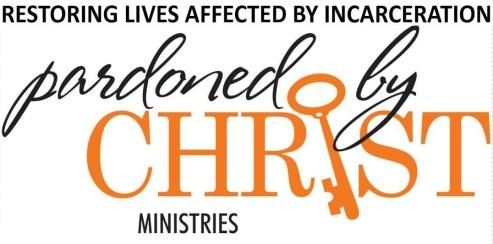 RESTORING LIVES AFFECTED BY INCARCERATION
pardoned by
CHRIST
MINISTRIES